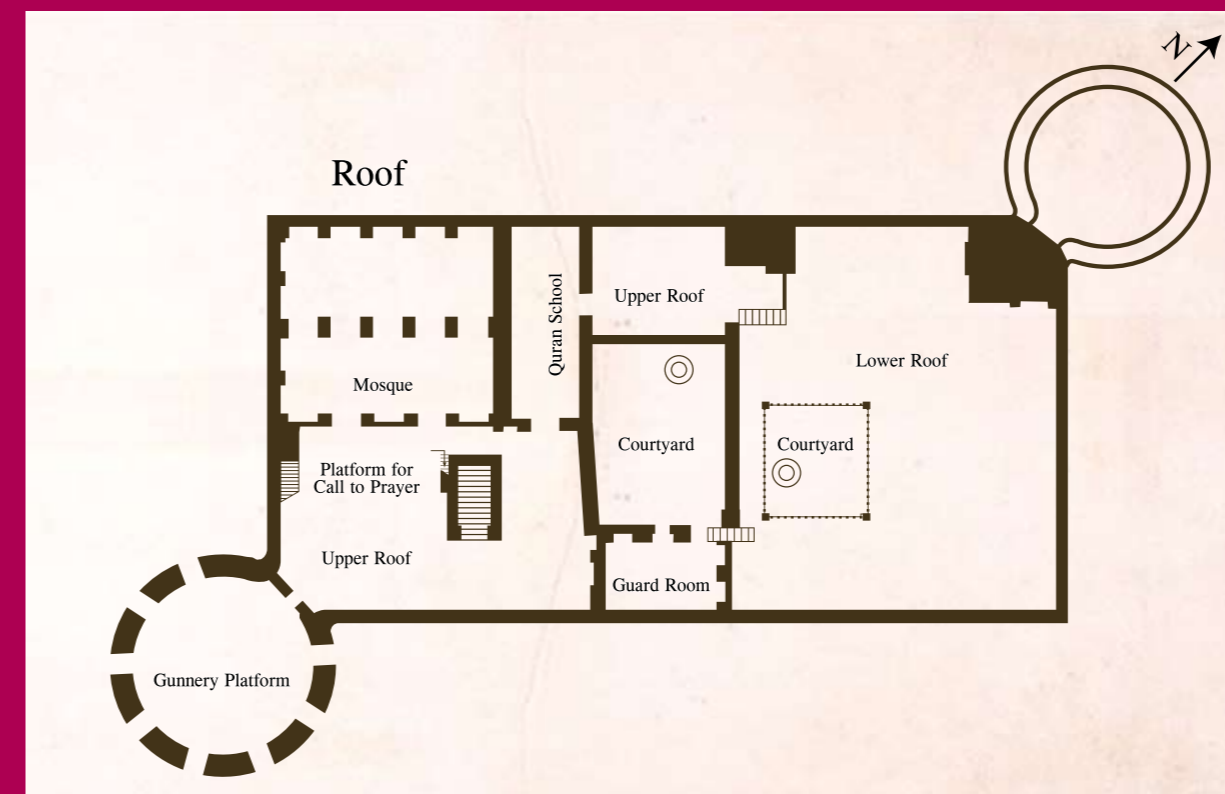 N
Roof
Quran School
Upper Roof
Lower Roof
Mosque
Courtyard
Courtyard
Platform for
Call to Prayer
Upper Roof
Guard Room
Gunnery Platform